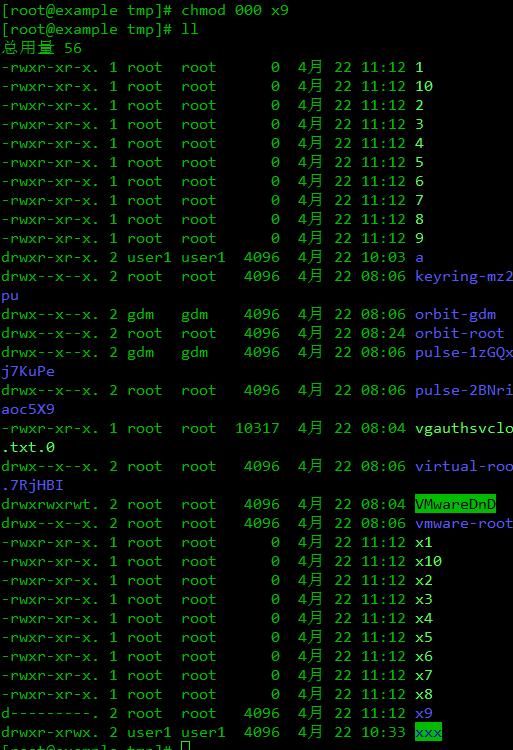 [root@example tmp]# chmod 000 x9
[root@example tmp]# ll
总用量 56
-rwxr-xr-x. 1 root  root      0  4月 22 11:12 1
-rwxr-xr-x. 1 root  root      0  4月 22 11:12 10
-rwxr-xr-x. 1 root  root      0  4月 22 11:12 2
-rwxr-xr-x. 1 root  root      0  4月 22 11:12 3
-rwxr-xr-x. 1 root  root      0  4月 22 11:12 4
-rwxr-xr-x. 1 root  root      0  4月 22 11:12 5
-rwxr-xr-x. 1 root  root      0  4月 22 11:12 6
-rwxr-xr-x. 1 root  root      0  4月 22 11:12 7
-rwxr-xr-x. 1 root  root      0  4月 22 11:12 8
-rwxr-xr-x. 1 root  root      0  4月 22 11:12 9
drwxr-xr-x. 2 user1 user1  4096  4月 22 10:03 a
drwx--x--x. 2 root  root   4096  4月 22 08:06 keyring-mz2
pu
drwx--x--x. 2 gdm   gdm    4096  4月 22 08:06 orbit-gdm
drwx--x--x. 2 root  root   4096  4月 22 08:24 orbit-root
drwx--x--x. 2 gdm   gdm    4096  4月 22 08:06 pulse-1zGQx
j7KuPe
drwx--x--x. 2 root  root   4096  4月 22 08:06 pulse-2BNri
aoc5X9
-rwxr-xr-x. 1 root  root  10317  4月 22 08:04 vgauthsvclo
.txt.0
drwx--x--x. 2 root  root   4096  4月 22 08:06 virtual-roo
.7RjHBI
drwxrwxrwt. 2 root  root   4096  4月 22 08:04 VMwareDnD
drwx--x--x. 2 root  root   4096  4月 22 08:06 vmware-root
-rwxr-xr-x. 1 root  root      0  4月 22 11:12 x1
-rwxr-xr-x. 1 root  root      0  4月 22 11:12 x10
-rwxr-xr-x. 1 root  root      0  4月 22 11:12 x2
-rwxr-xr-x. 1 root  root      0  4月 22 11:12 x3
-rwxr-xr-x. 1 root  root      0  4月 22 11:12 x4
-rwxr-xr-x. 1 root  root      0  4月 22 11:12 x5
-rwxr-xr-x. 1 root  root      0  4月 22 11:12 x6
-rwxr-xr-x. 1 root  root      0  4月 22 11:12 x7
-rwxr-xr-x. 1 root  root      0  4月 22 11:12 x8
d---------. 2 root  root   4096  4月 22 11:12 x9
drwxr-xrwx. 2 user1 user1  4096  4月 22 10:33 xxx
[root@example tmp]#